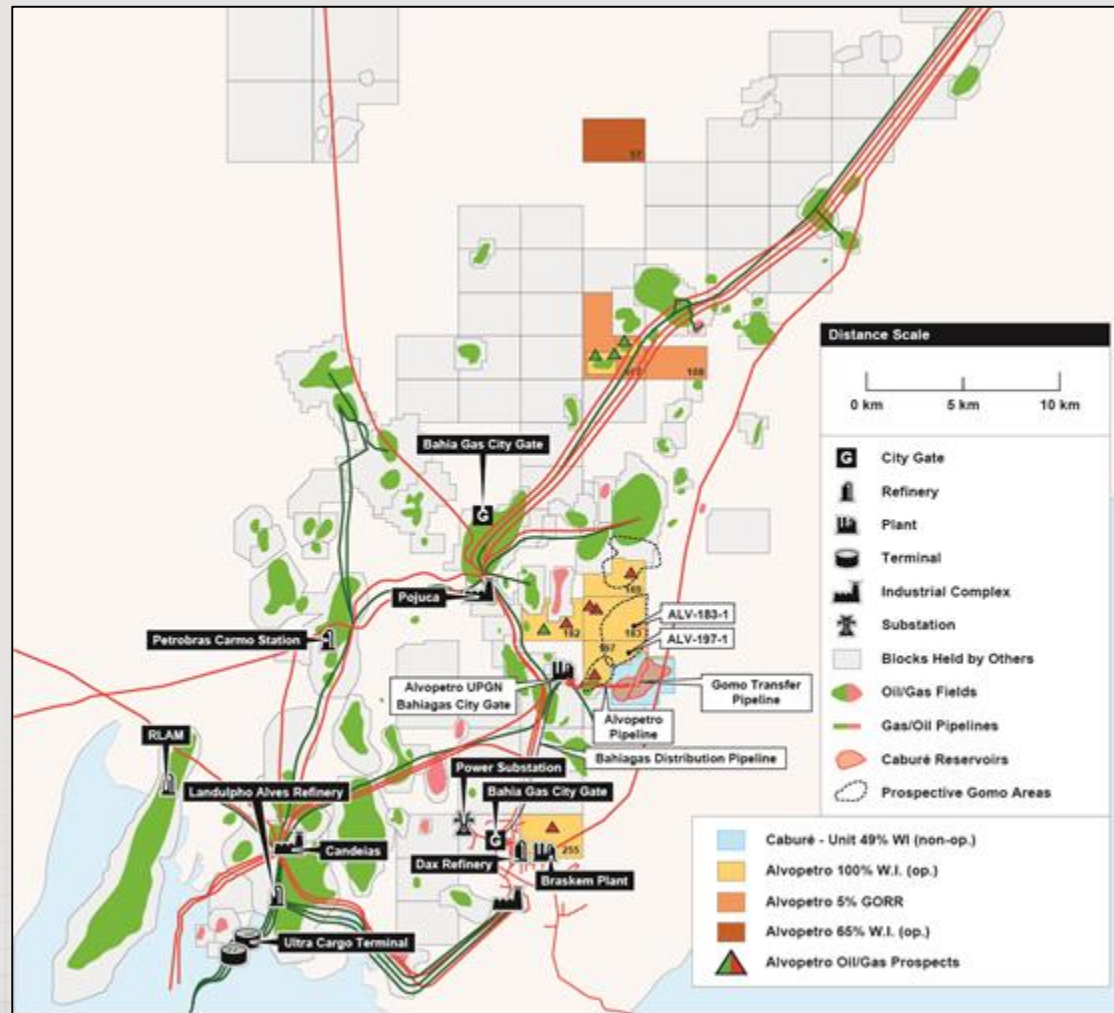 57
107
108
Bahia Gas City Gate
G
Pojuca
Petrobras Carmo Station
182
183
197
ALV-183-1
ALV-197-1
Alvopetro UPGN
Bahiagas City Gate
Gomo Transfer
Pipeline
Alvopetro
Pipeline
Bahiagas Distribution Pipeline
RLAM
Landulpho Alves Refinery
Power Substation
Bahia Gas City Gate
G
255
Candeias
Dax Refinery
Braskem Plant
Ultra Cargo Terminal
Distance Scale
0 km
5 km
10 km
G
City Gate
Refinery
Plant
Terminal
Industrial Complex
Substation
Blocks Held by Others
Oil/Gas Fields
Gas/Oil Pipelines
Caburé Reservoirs
Prospective Gomo Areas
Caburé - Unit 49% WI (non-op.)
Alvopetro 100% W.I. (op.)
Alvopetro 5% GORR
Alvopetro 65% W.I. (op.)
Alvopetro Oil/Gas Prospects